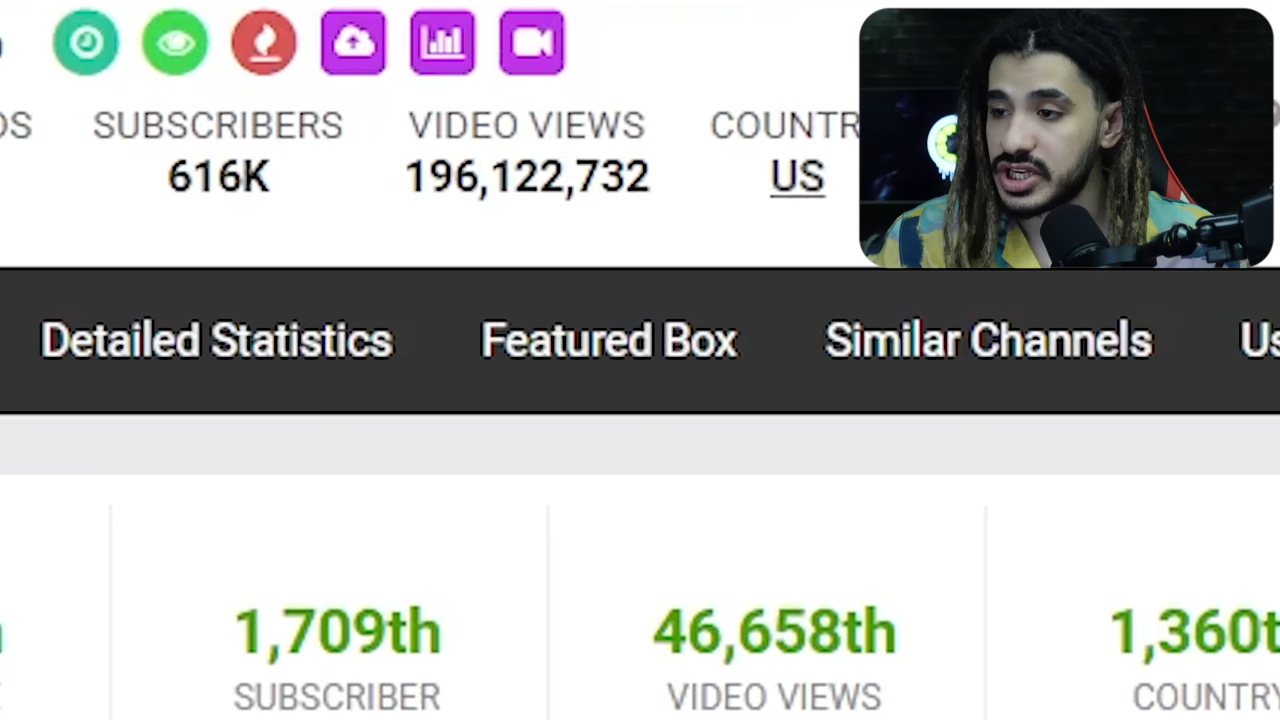 SUBSCRIBERS VIDEO VIEWS
616K 196,122,732 US
Detailed Statistics Featured Box Similar Channels
1,709th 46,658th
SUBSCRIBER VIDEO VIEWS